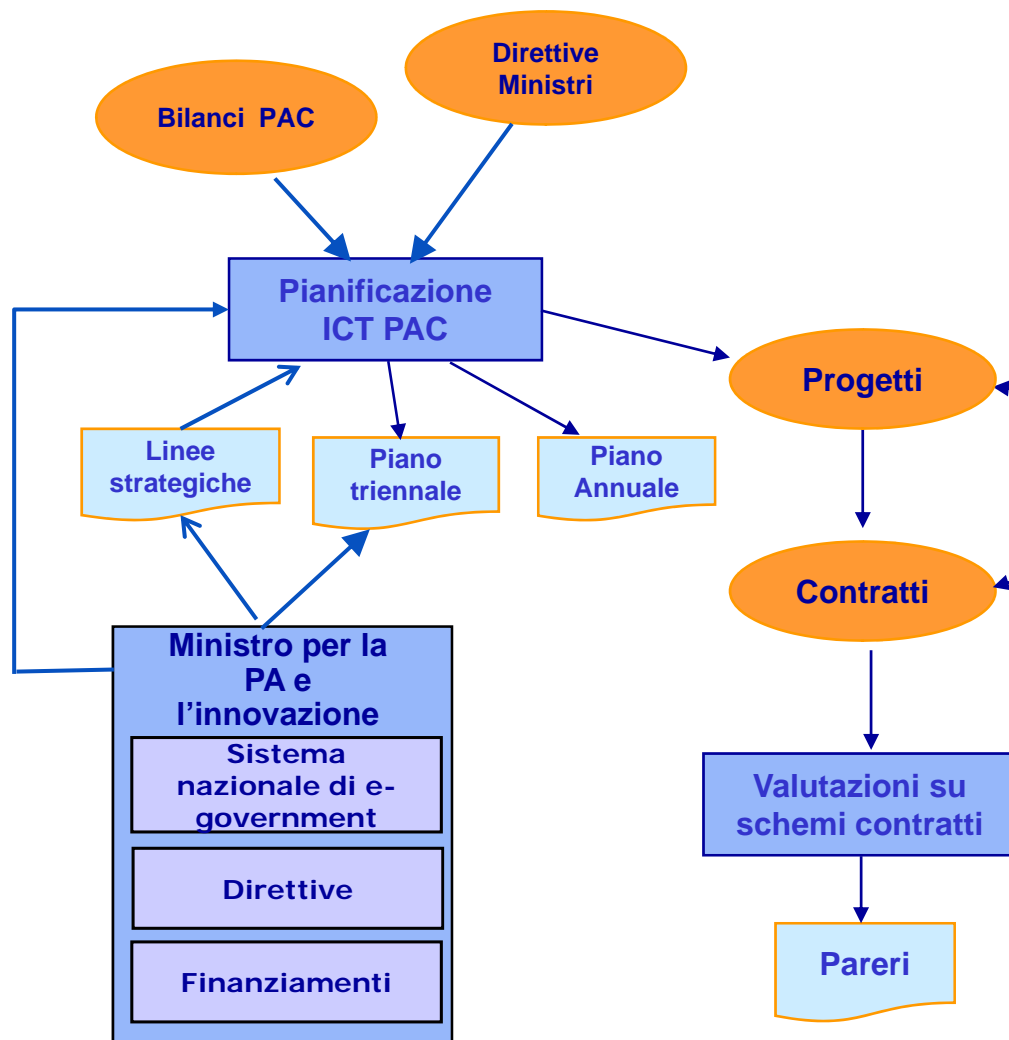 Direttive
Ministri
Bilanci PAC
Pianificazione
ICT PAC
Progetti
Linee
strategiche
Piano
triennale
Piano
Annuale
Contratti
Ministro per la
PA e
l'innovazione
Sistema
nazionale di e-
government
Direttive
Finanziamenti
Valutazioni su
schemi contratti
Pareri